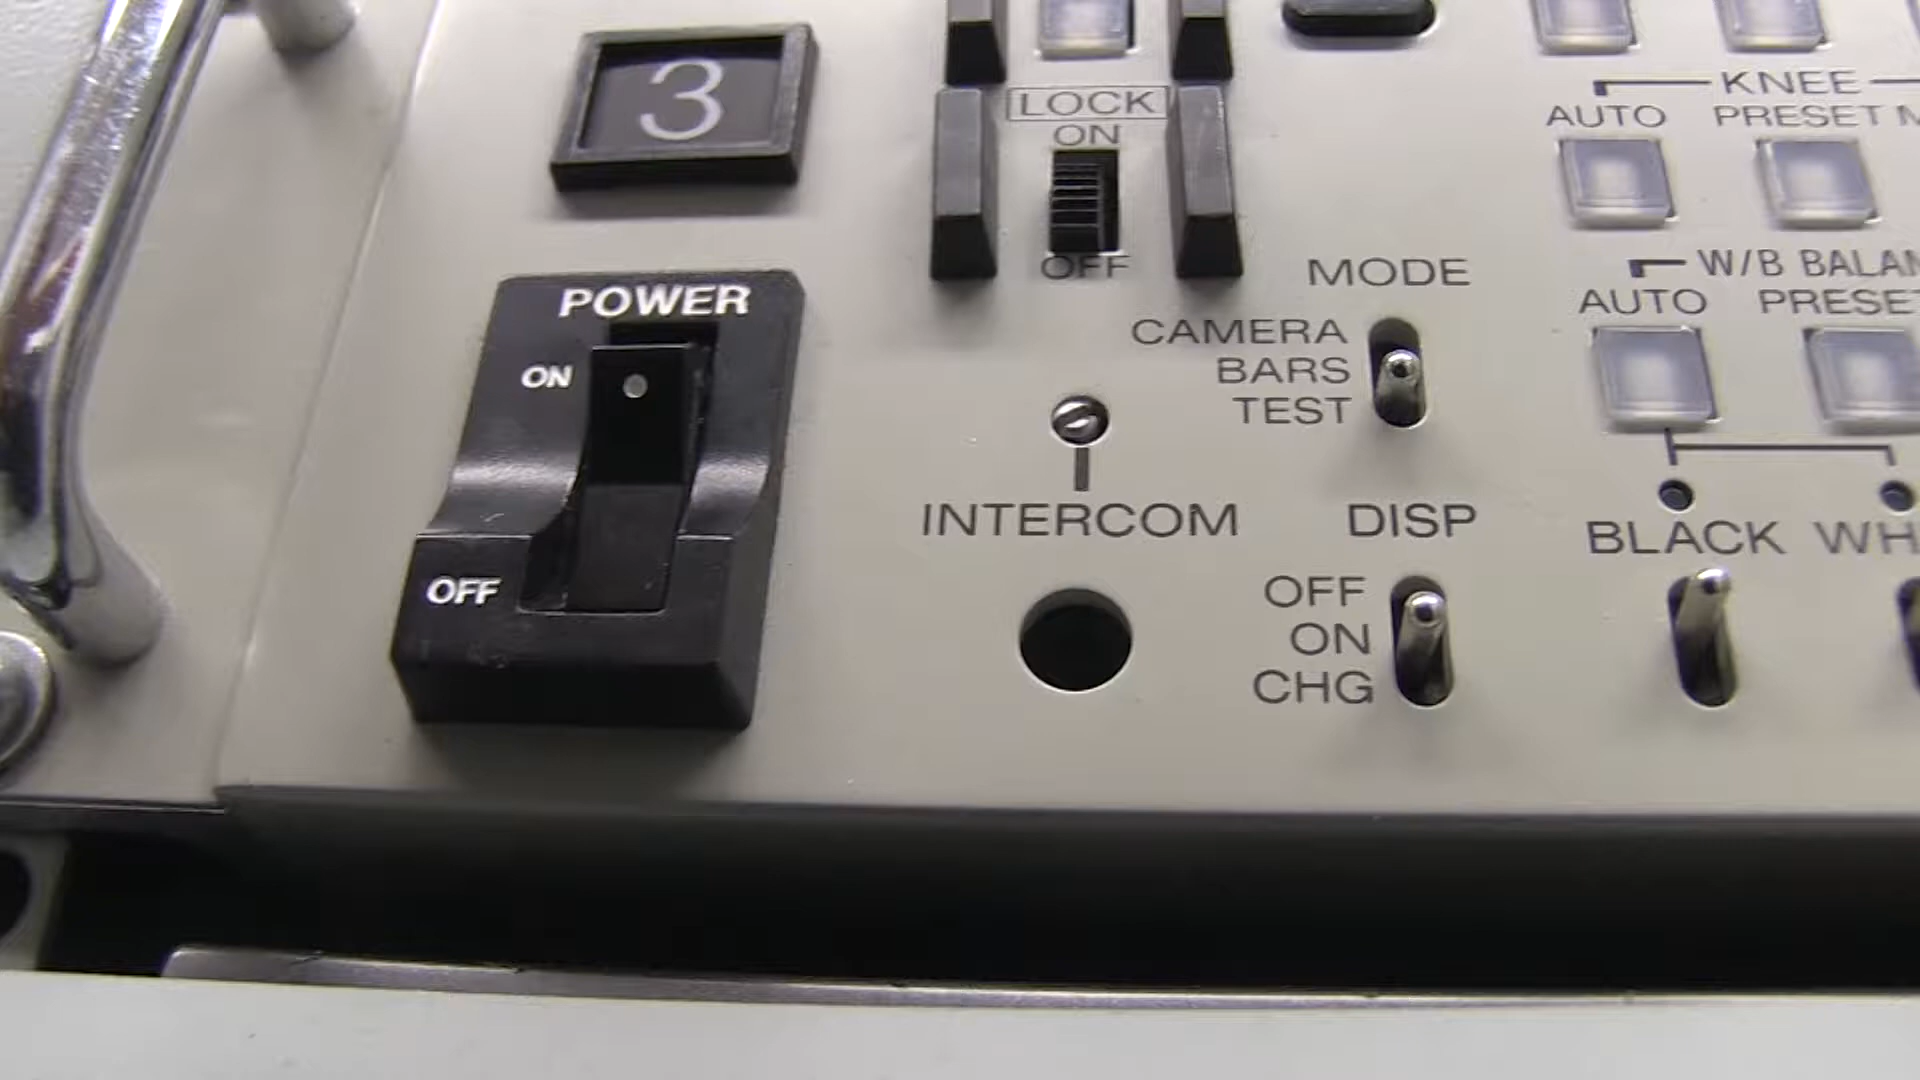 3
LOCK
ON
OFF
KNEE
AUTO PRESET M
W/B BALAN
AUTO PRESET
POWER
ON
OFF
MODE
CAMERA
BARS
TEST
INTERCOM
DISP
OFF
ON
CHG
BLACK WH